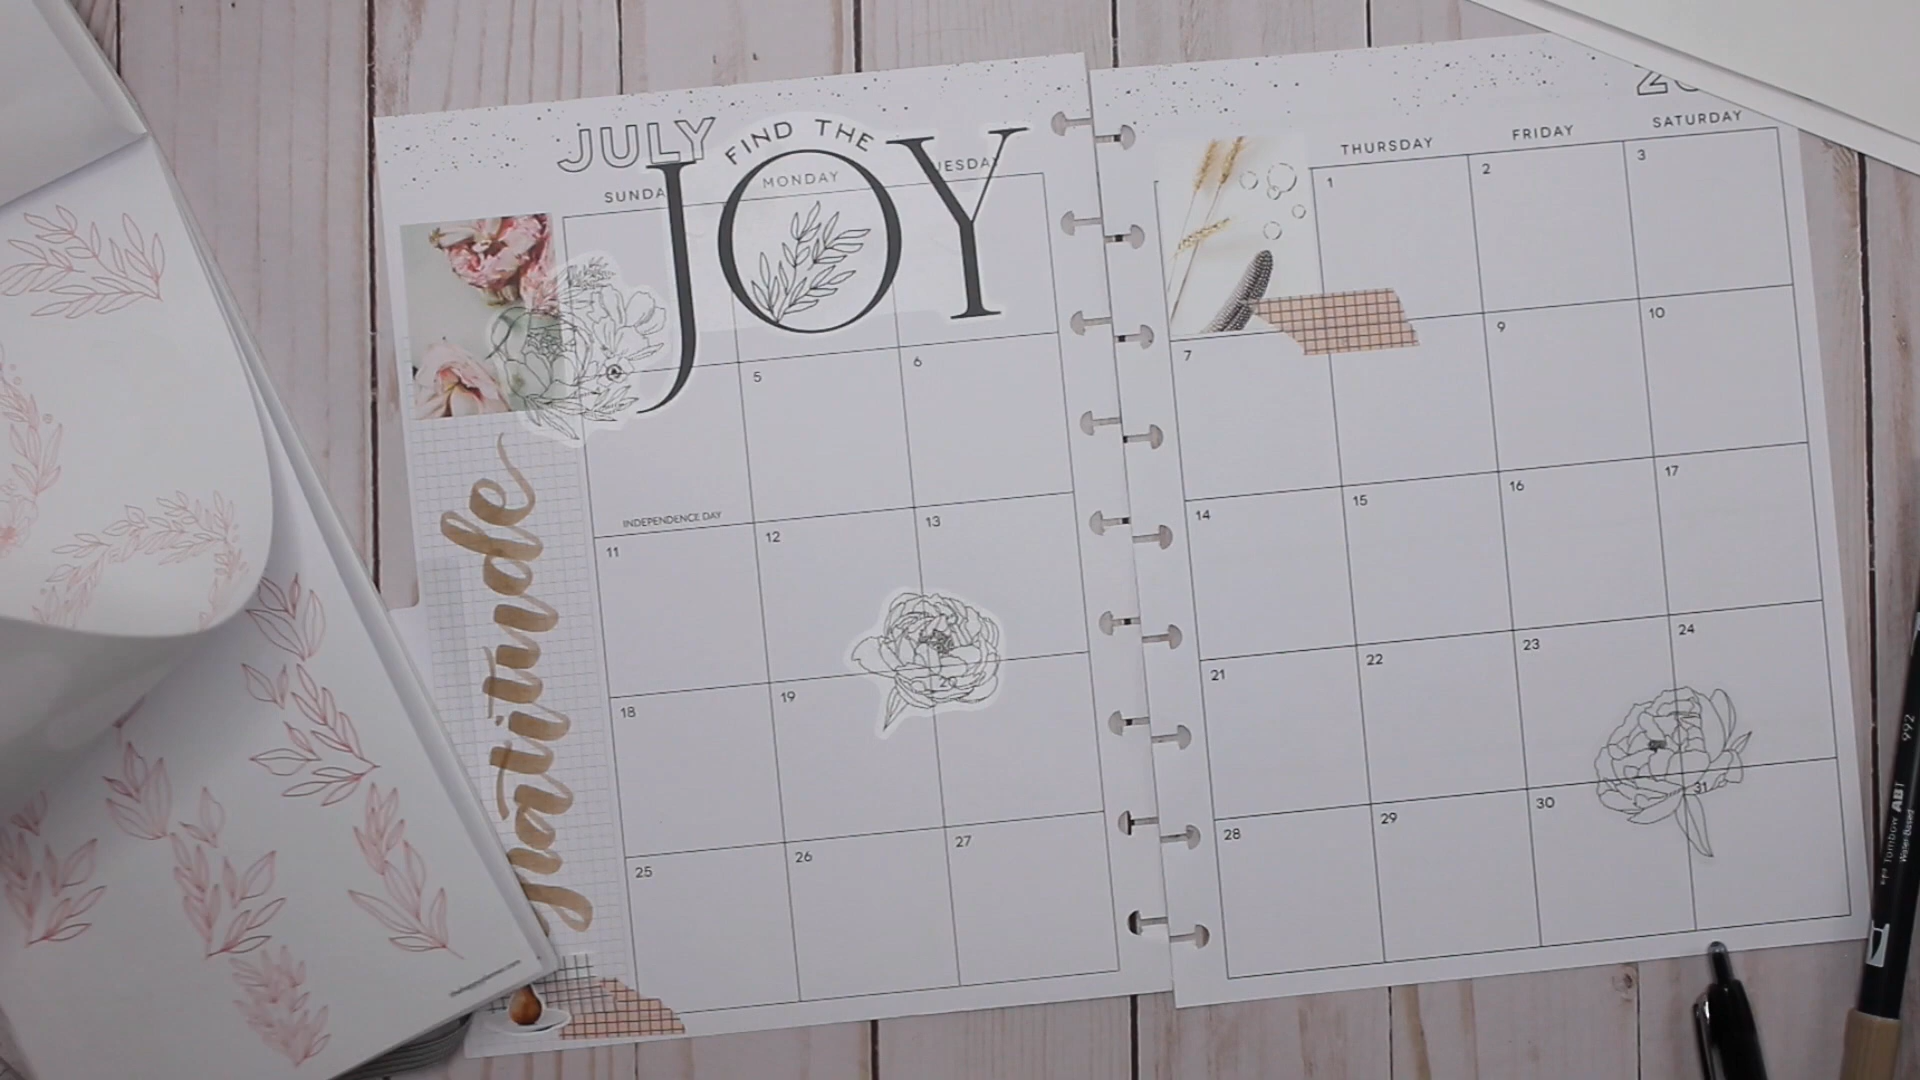 JULY
FIND THE
JOY
SUNDA
MONDAY
UESDAY
THURSDAY
FRIDAY
SATURDAY
1
2
3
5
6
7
9
10
INDEPENDENCE DAY
11
12
13
14
15
16
17
18
19
20
21
22
23
24
25
26
27
28
29
30
31
gratitude
Tombow ABT
Water-Based
992